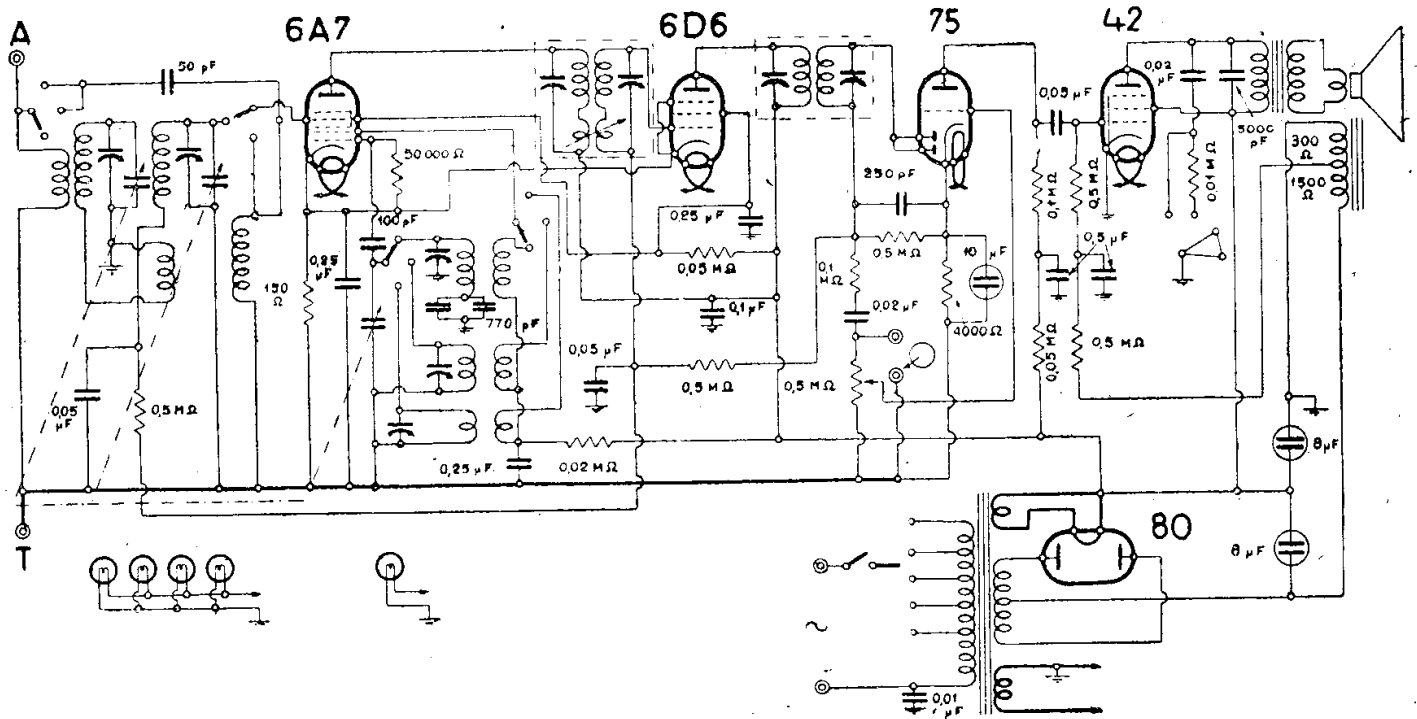 6A7
6D6
75
42
A
50 pF
0,02 µF
0,05 µF
5000 pF
50 000 Ω
250 pF
0,1 MΩ
0,5 MΩ
0,01 MΩ
300 Ω
1500 Ω
100 pF
0,25 µF
0,25 µF
150 Ω
0,05 MΩ
0,1 MΩ
0,5 MΩ
10 µF
0,5 µF
770 pF
0,1 µF
0,02 µF
4000 Ω
0,05 µF
0,5 MΩ
0,05 µF
0,5 MΩ
0,5 MΩ
0,05 MΩ
0,5 MΩ
0,25 µF
0,02 MΩ
8 µF
T
80
8 µF
~
0,01 µF